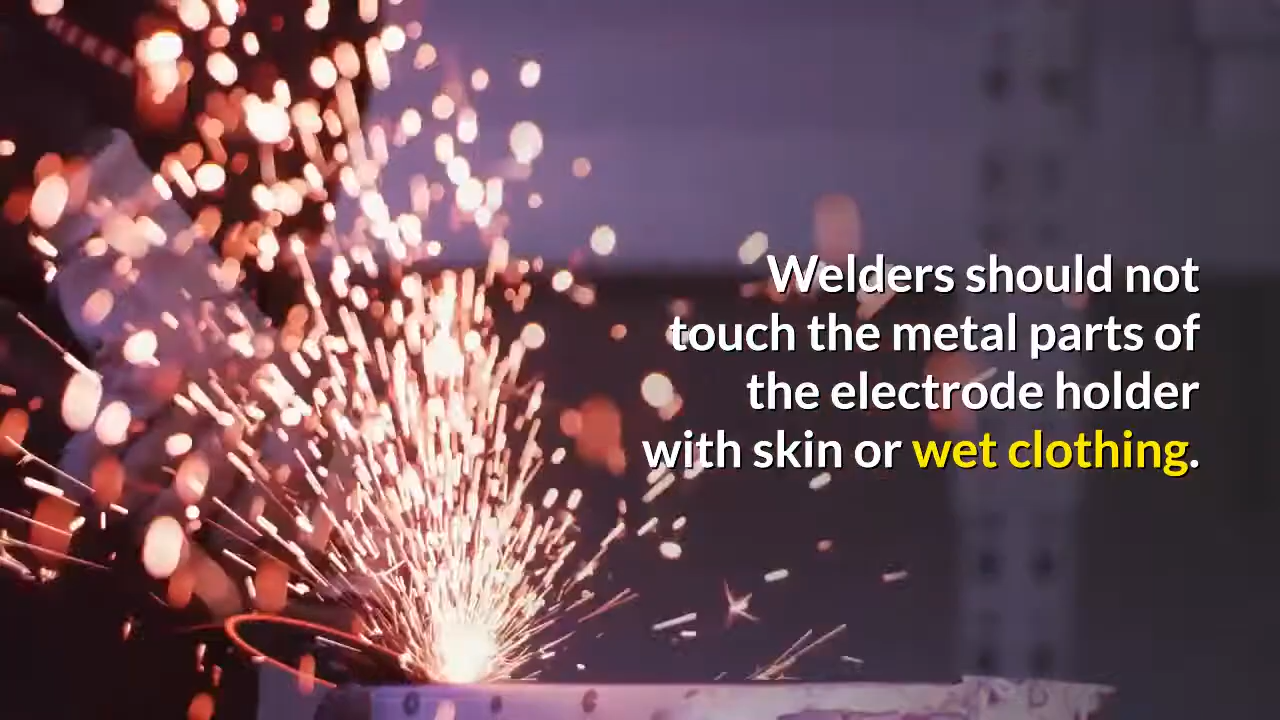 Welders should not
touch the metal parts of
the electrode holder
with skin or wet clothing.